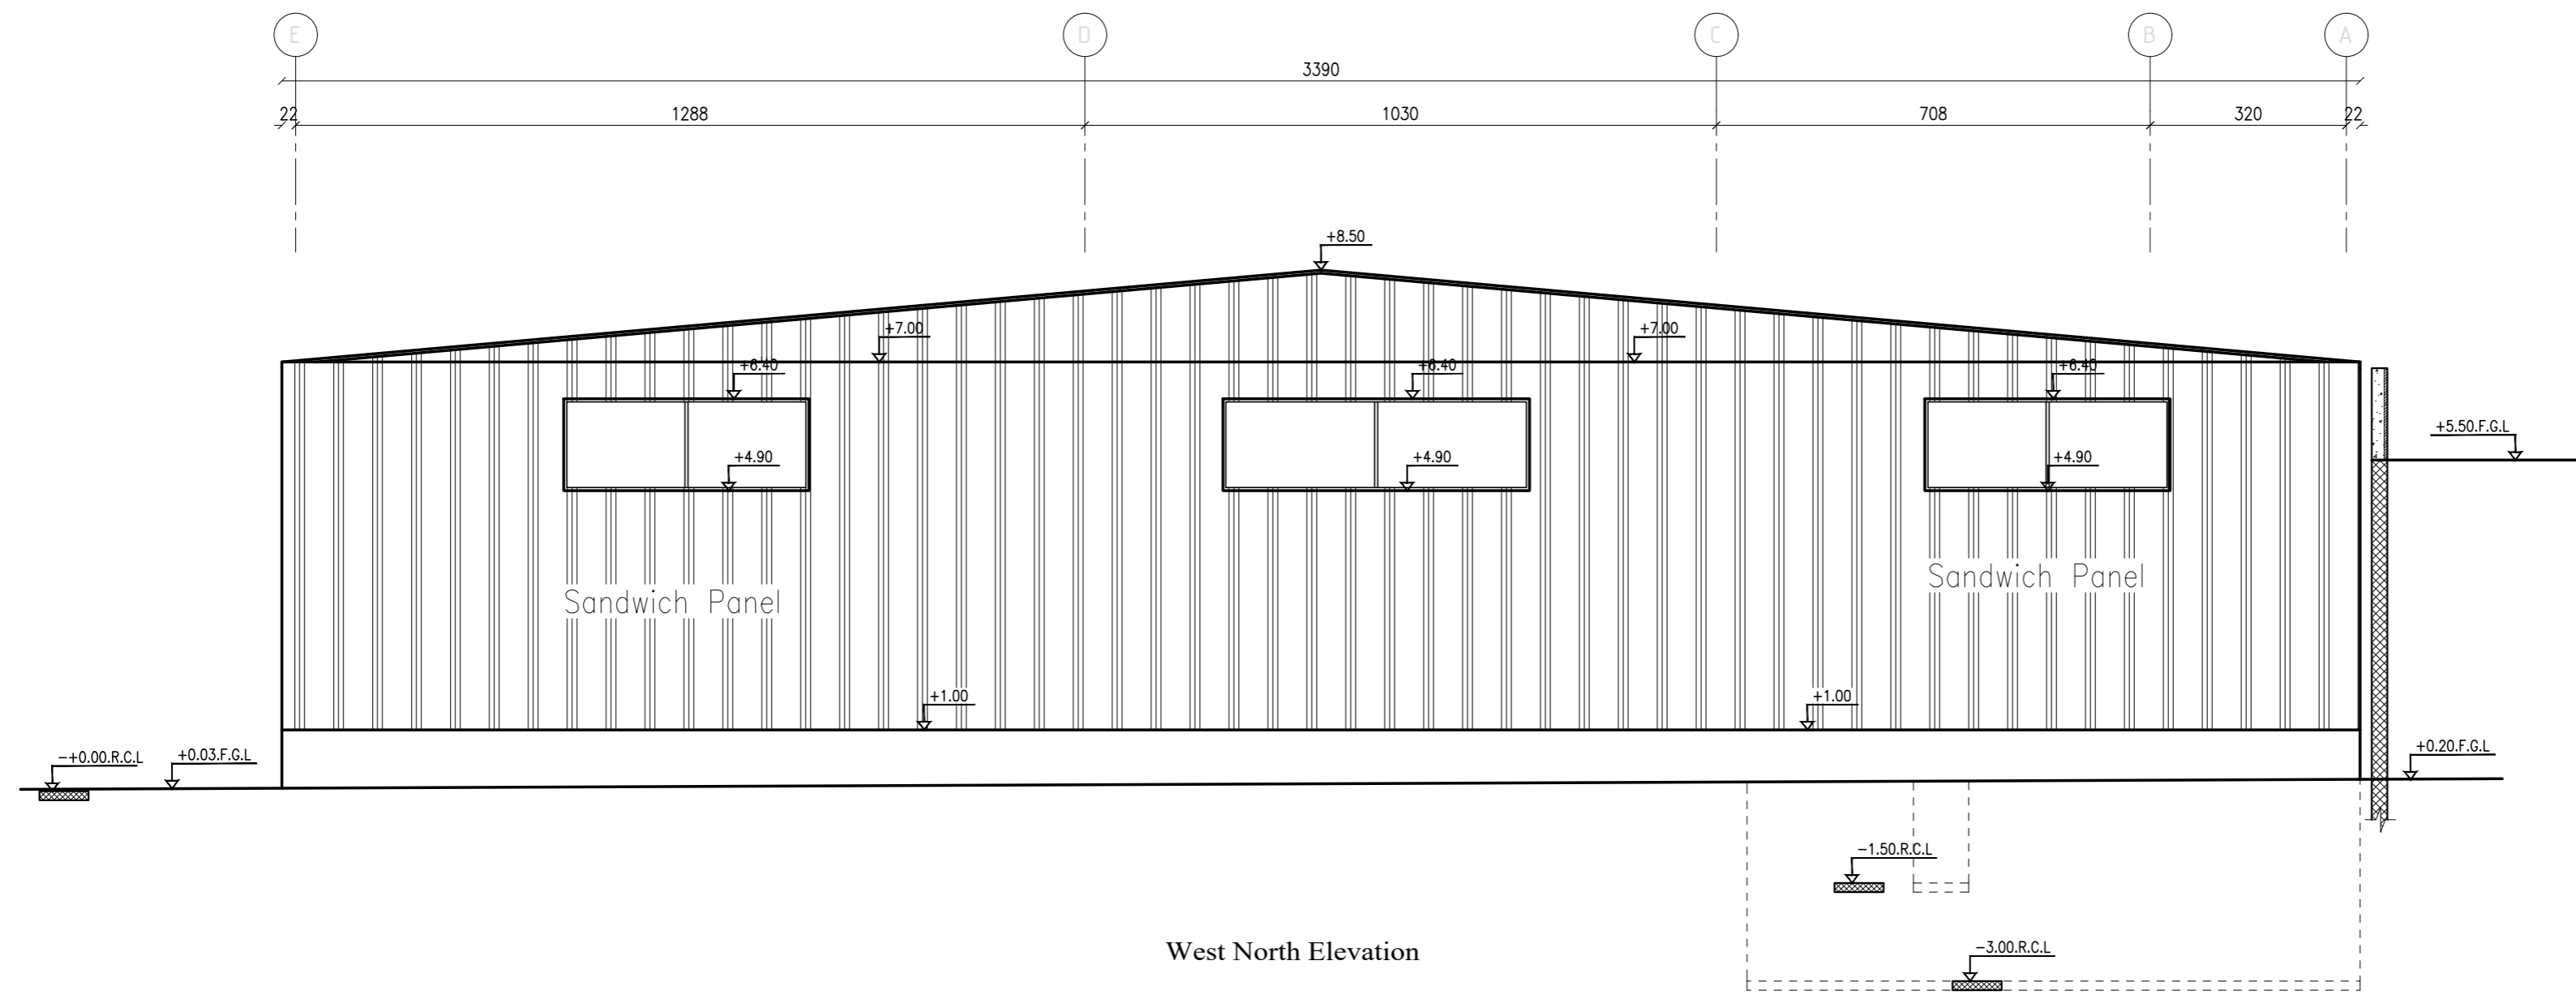 E D C B A
3390
22 1288 1030 708 320 22
+8.50
+7.00 +7.00
+6.40 +6.40 +6.40
+5.50.F.G.L
+4.90 +4.90 +4.90
Sandwich Panel
Sandwich Panel
+1.00 +1.00
-+0.00.R.C.L +0.03.F.G.L +0.20.F.G.L
-1.50.R.C.L
-3.00.R.C.L
West North Elevation